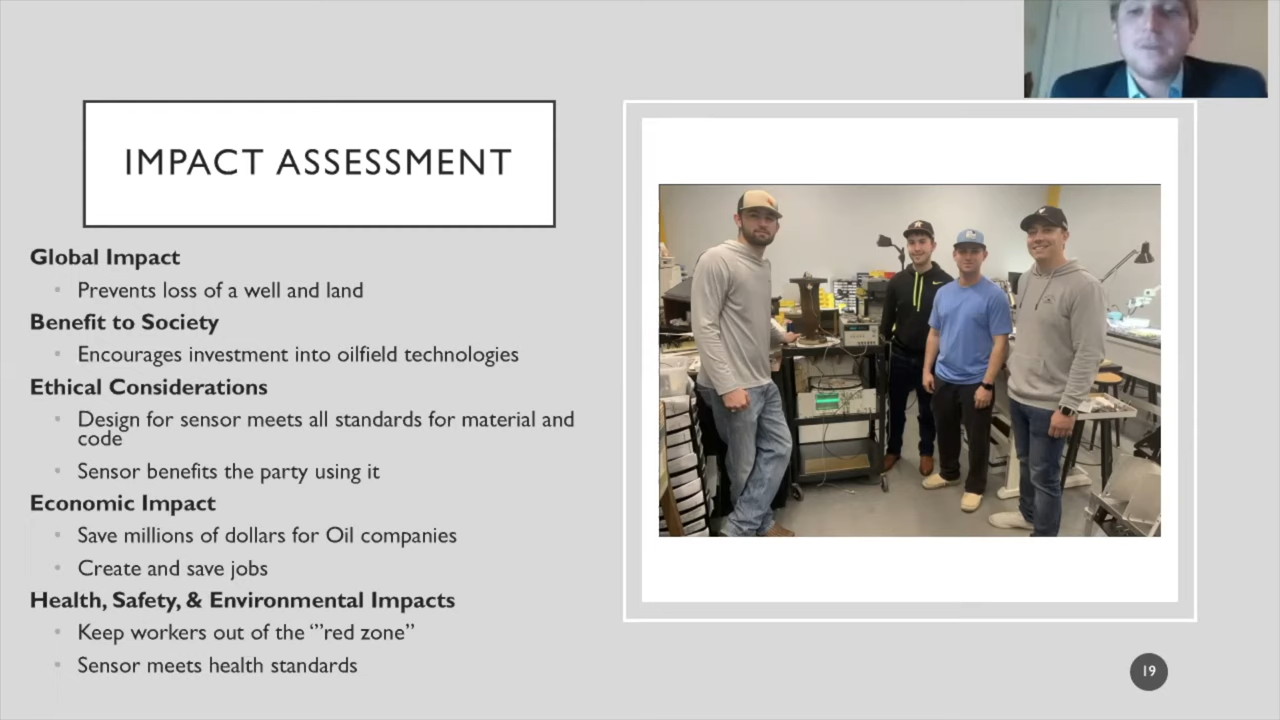 IMPACT ASSESSMENT
Global Impact
Prevents loss of a well and land
Benefit to Society
Encourages investment into oilfield technologies
Ethical Considerations
Design for sensor meets all standards for material and
code
Sensor benefits the party using it
Economic Impact
Save millions of dollars for Oil companies
Create and save jobs
Health, Safety, & Environmental Impacts
Keep workers out of the “”red zone”
Sensor meets health standards
19